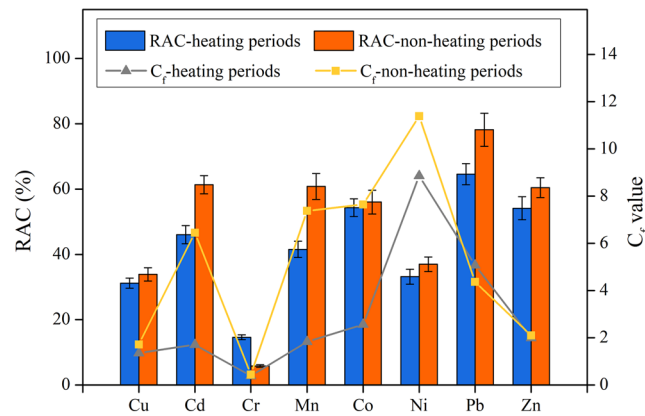 RAC-heating periods
RAC-non-heating periods
Cf-heating periods
Cf-non-heating periods
RAC (%)
100
80
60
40
20
0
Cf value
14
12
10
8
6
4
2
0
Cu Cd Cr Mn Co Ni Pb Zn